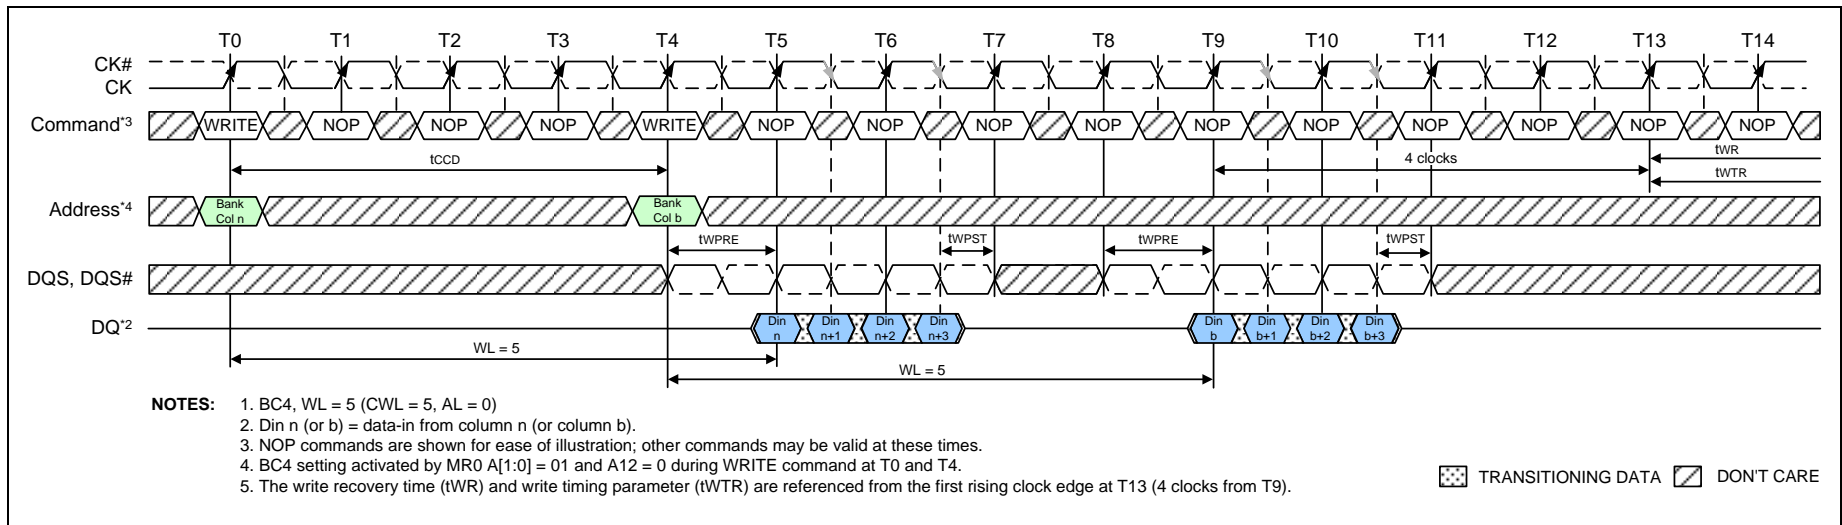 T0 T1 T2 T3 T4 T5 T6 T7 T8 T9 T10 T11 T12 T13 T14
CK#
CK
Command*3 WRITE NOP NOP NOP WRITE NOP NOP NOP NOP NOP NOP NOP NOP NOP NOP
tCCD 4 clocks tWR
tWTR
Address*4 Bank Col n Bank Col b
tWPRE tWPST tWPRE tWPST
DQS, DQS#
DQ*2 Din n Din n+1 Din n+2 Din n+3 Din b Din b+1 Din b+2 Din b+3
WL = 5
WL = 5
NOTES: 1. BC4, WL = 5 (CWL = 5, AL = 0)
2. Din n (or b) = data-in from column n (or column b).
3. NOP commands are shown for ease of illustration; other commands may be valid at these times.
4. BC4 setting activated by MR0 A[1:0] = 01 and A12 = 0 during WRITE command at T0 and T4.
5. The write recovery time (tWR) and write timing parameter (tWTR) are referenced from the first rising clock edge at T13 (4 clocks from T9).
TRANSITIONING DATA DON'T CARE